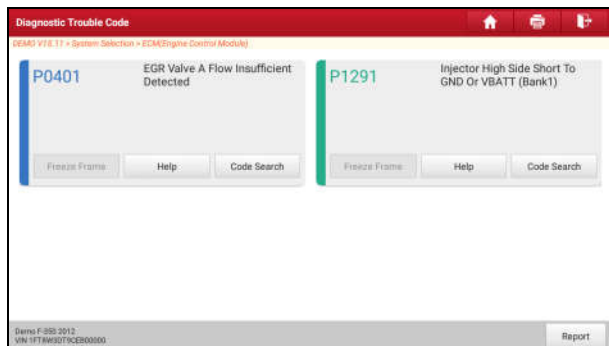 Diagnostic Trouble Code
DEMO V15.11 > System Selection > ECM(Engine Control Module)
P0401
EGR Valve A Flow Insufficient
Detected
Freeze Frame
Help
Code Search
P1291
Injector High Side Short To
GND Or VBATT (Bank1)
Freeze Frame
Help
Code Search
Demo F-350 2012
VIN 1FT8W3DT9CEB00000
Report